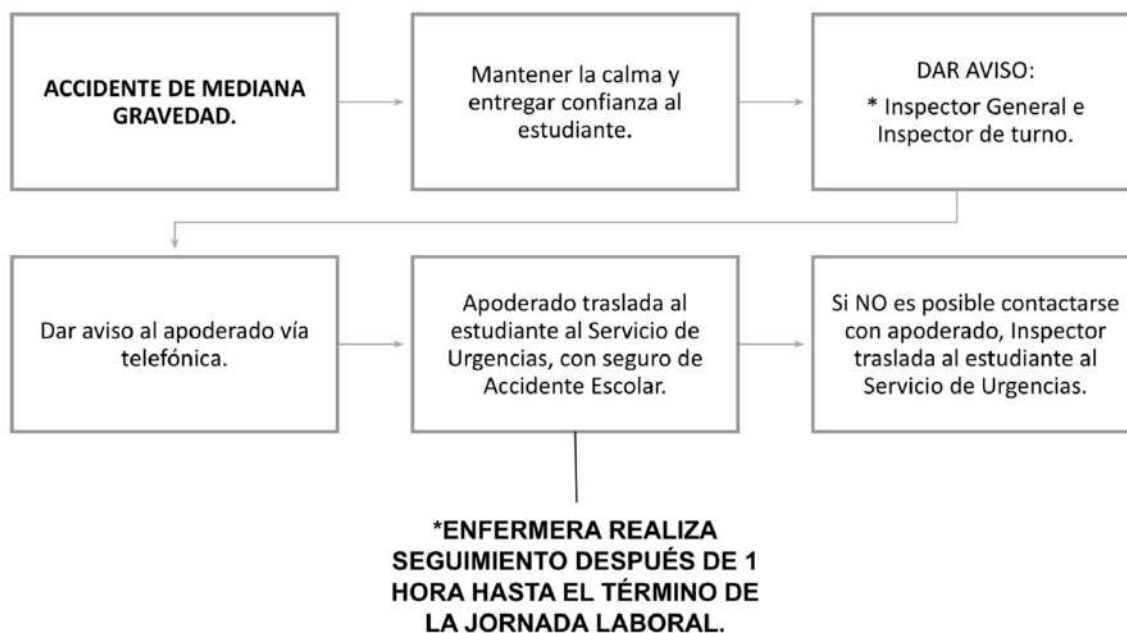 ACCIDENTE DE MEDIANA
GRAVEDAD.
Mantener la calma y
entregar confianza al
estudiante.
DAR AVISO:
* Inspector General e
Inspector de turno.
Dar aviso al apoderado vía
telefónica.
Apoderado traslada al
estudiante al Servicio de
Urgencias, con seguro de
Accidente Escolar.
Si NO es posible contactarse
con apoderado, Inspector
traslada al estudiante al
Servicio de Urgencias.
*ENFERMERA REALIZA
SEGUIMIENTO DESPUÉS DE 1
HORA HASTA EL TÉRMINO DE
LA JORNADA LABORAL.